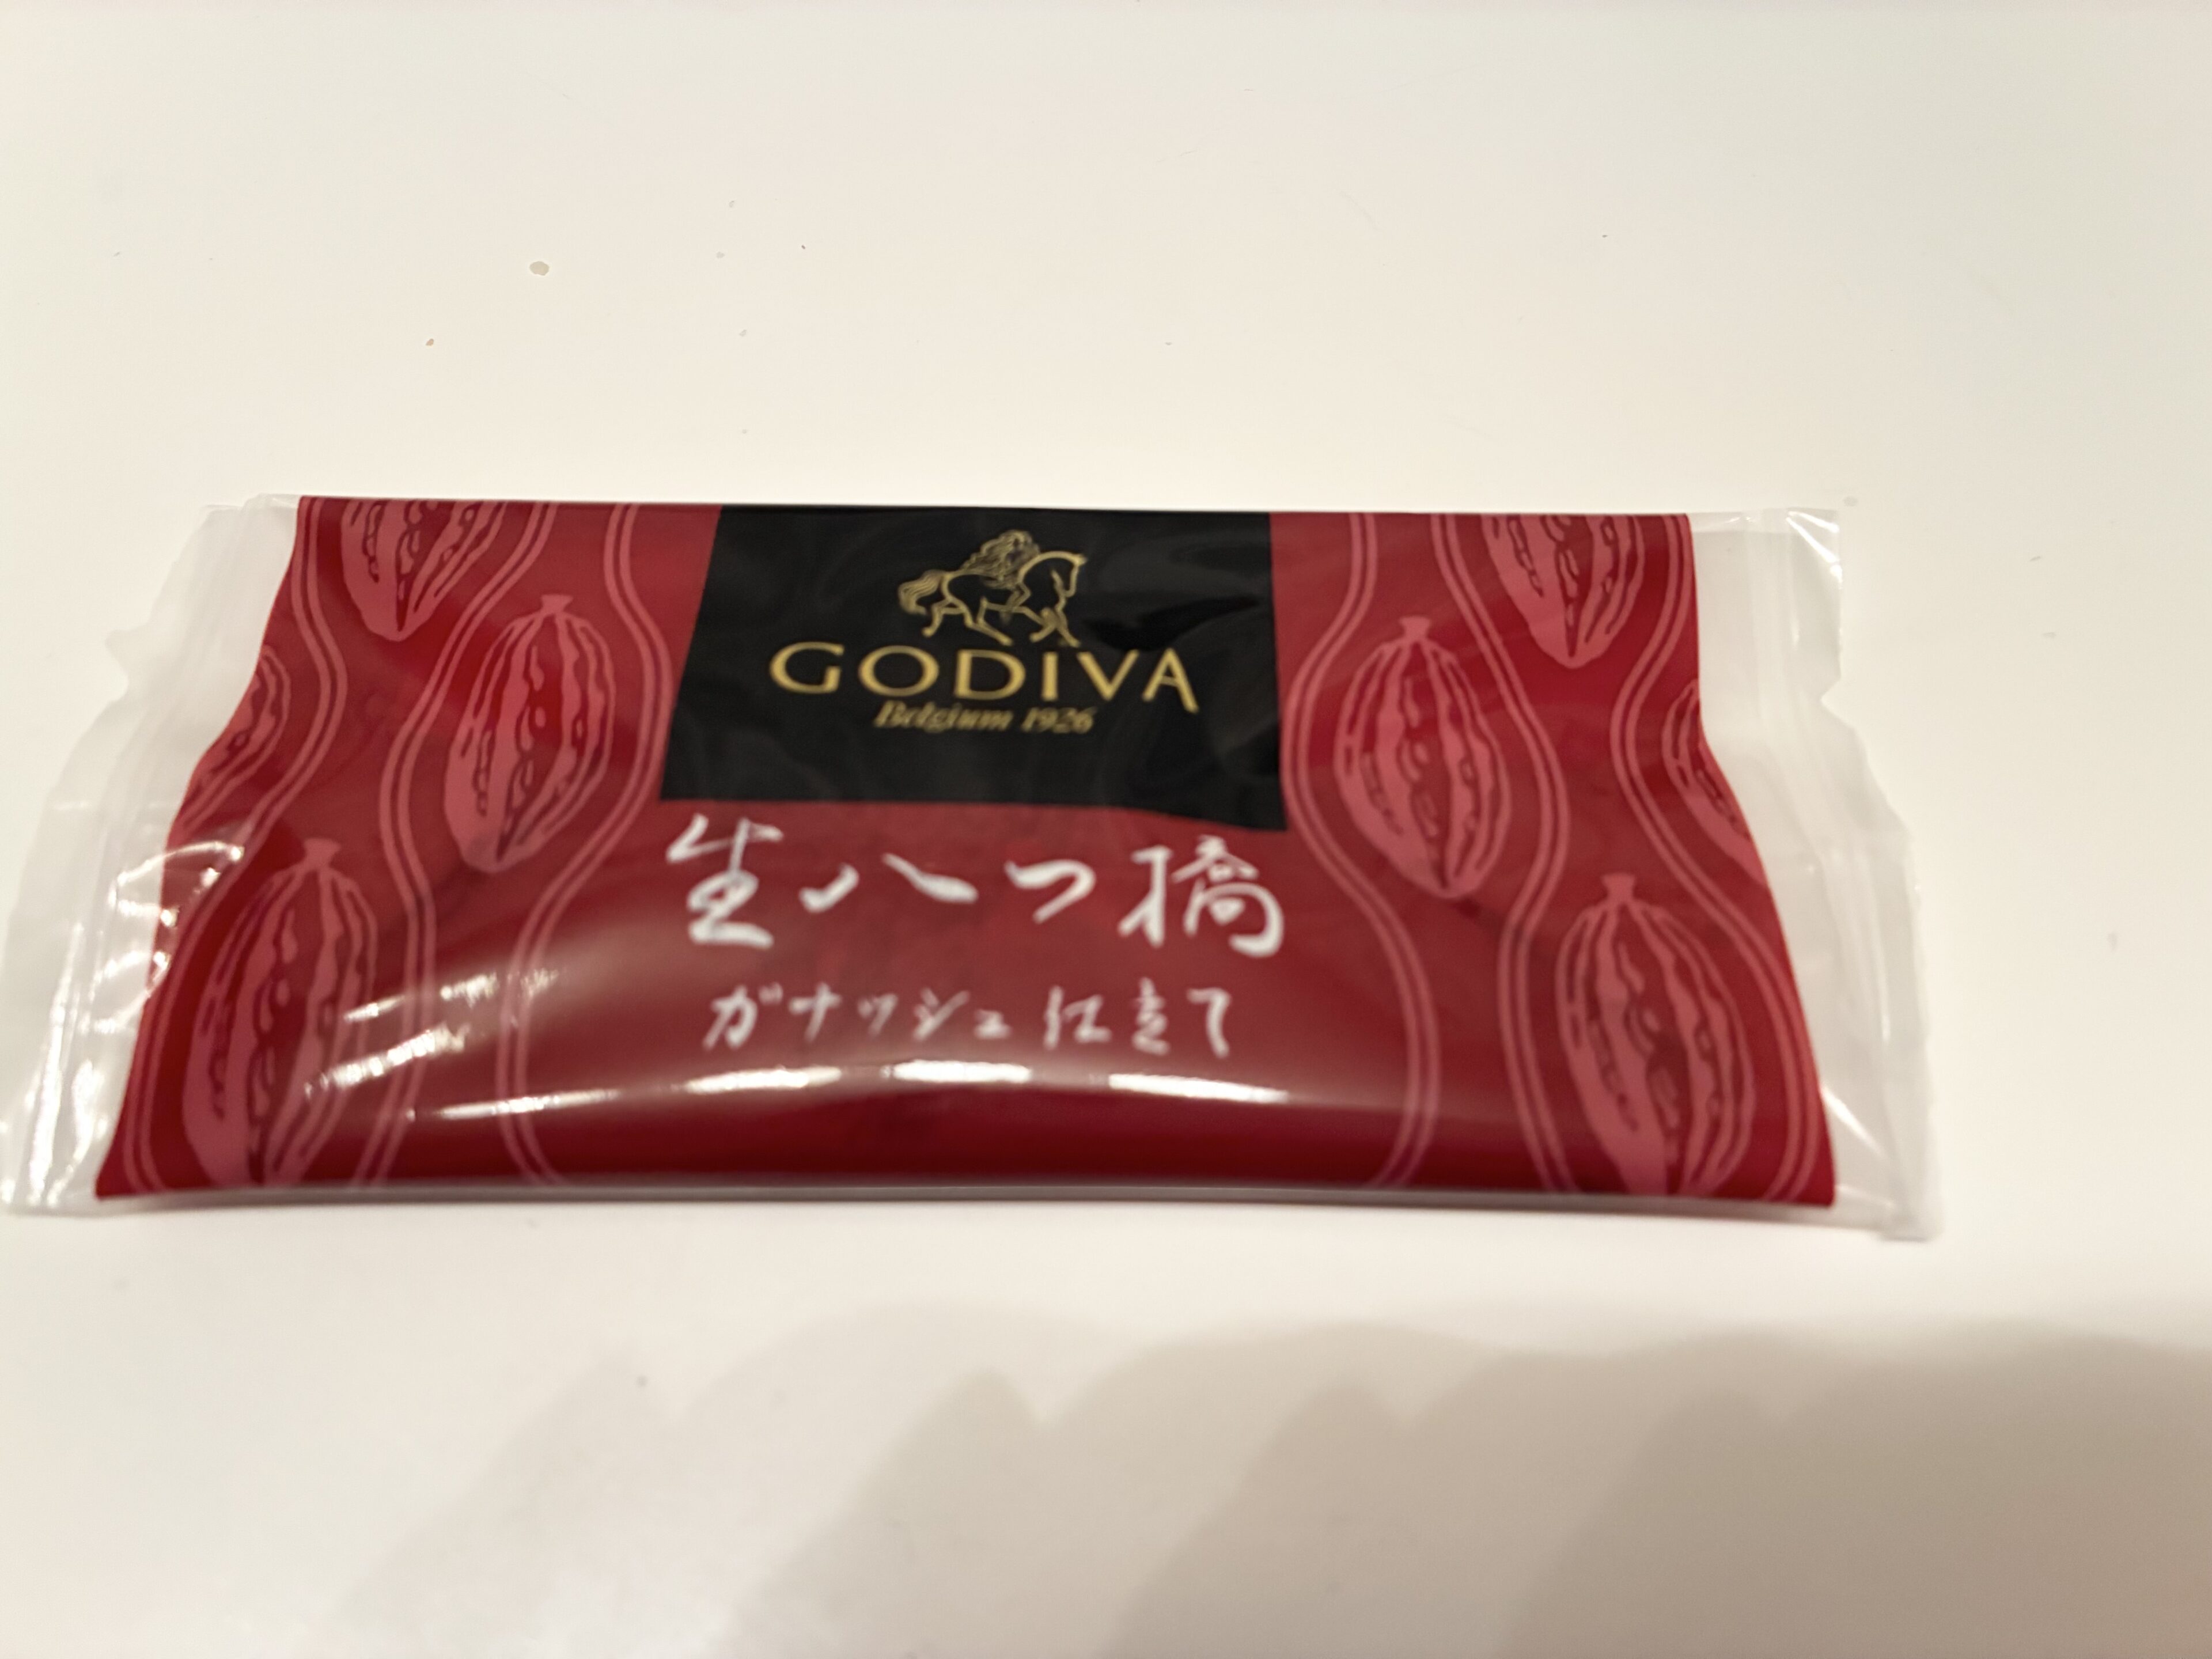 GODIVA
Belgium 1926
生八つ橋
ガナッシュ仕立て